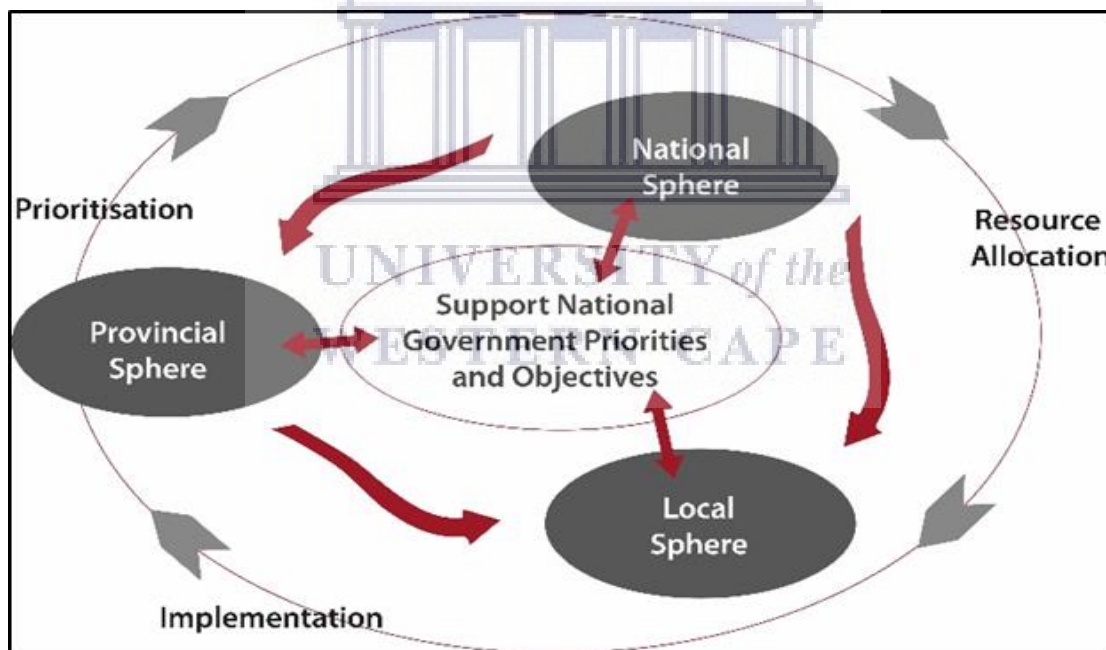 National
Sphere
Prioritisation
Resource
Allocation
UNIVERSITY of the
Support National
Government Priorities
and Objectives
WESTERN CAPE
Provincial
Sphere
Local
Sphere
Implementation